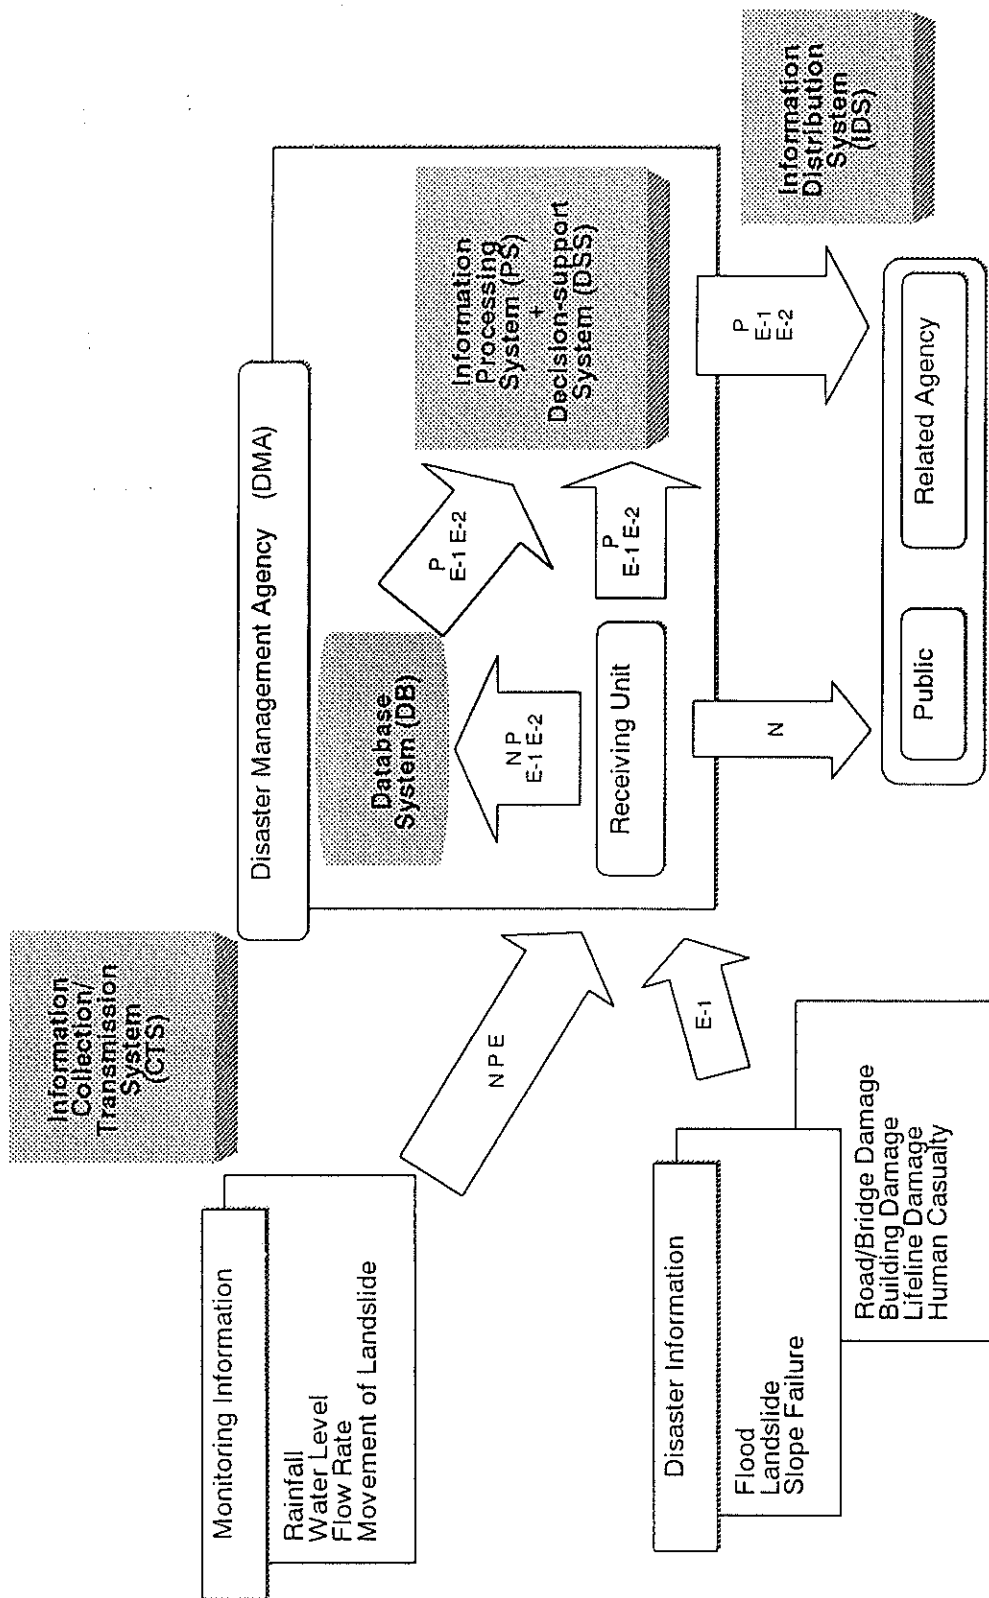 Information
Collection/
Transmission
System
(CTS)
Monitoring Information
Rainfall
Water Level
Flow Rate
Movement of Landslide
N P E
Disaster Information
Flood
Landslide
Slope Failure
Road/Bridge Damage
Building Damage
Lifeline Damage
Human Casualty
E-1
Disaster Management Agency (DMA)
Database
System (DB)
N P
E-1 E-2
Receiving Unit
P
E-1 E-2
P
E-1 E-2
Information
Processing
System (PS)
+
Decision-support
System (DSS)
N
P
E-1
E-2
Information
Distribution
System
(IDS)
Public
Related Agency